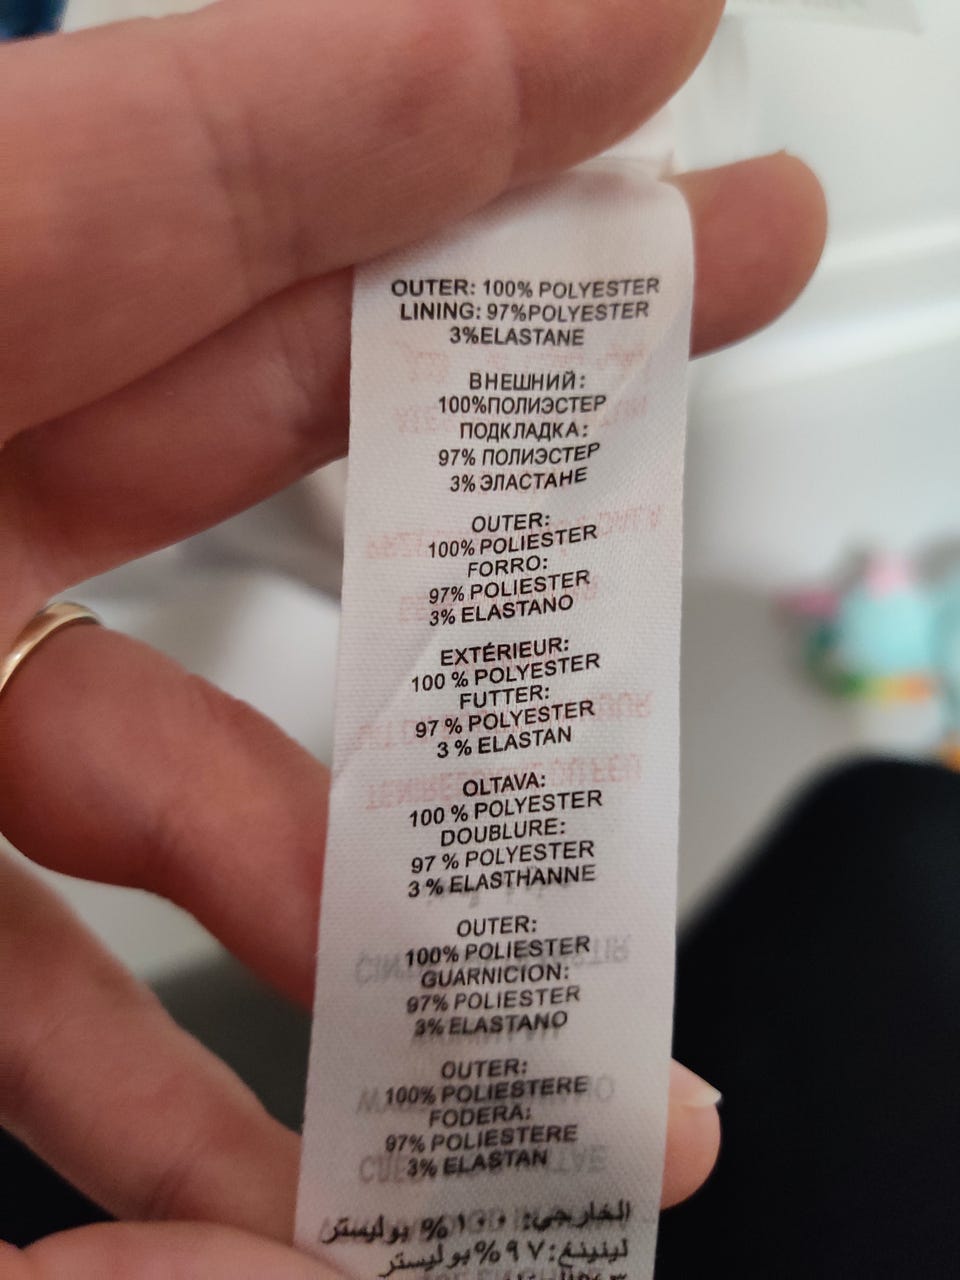 OUTER: 100% POLYESTER
LINING: 97%POLYESTER
3%ELASTANE
ВНЕШНИЙ:
100%ПОЛИЭСТЕР
ПОДКЛАДКА:
97% ПОЛИЭСТЕР
3% ЭЛАСТАНЕ
OUTER:
100% POLIESTER
FORRO:
97% POLIESTER
3% ELASTANO
EXTÉRIEUR:
100 % POLYESTER
FUTTER:
97 % POLYESTER
3 % ELASTAN
OLTAVA:
100 % POLYESTER
DOUBLURE:
97 % POLYESTER
3 % ELASTHANNE
OUTER:
100% POLIESTER
GUARNICION:
97% POLIESTER
3% ELASTANO
OUTER:
100% POLIESTERE
FODERA:
97% POLIESTERE
3% ELASTAN
الخارجي: ١٠٠% بوليستر
لينينغ: ٩٧% بوليستر